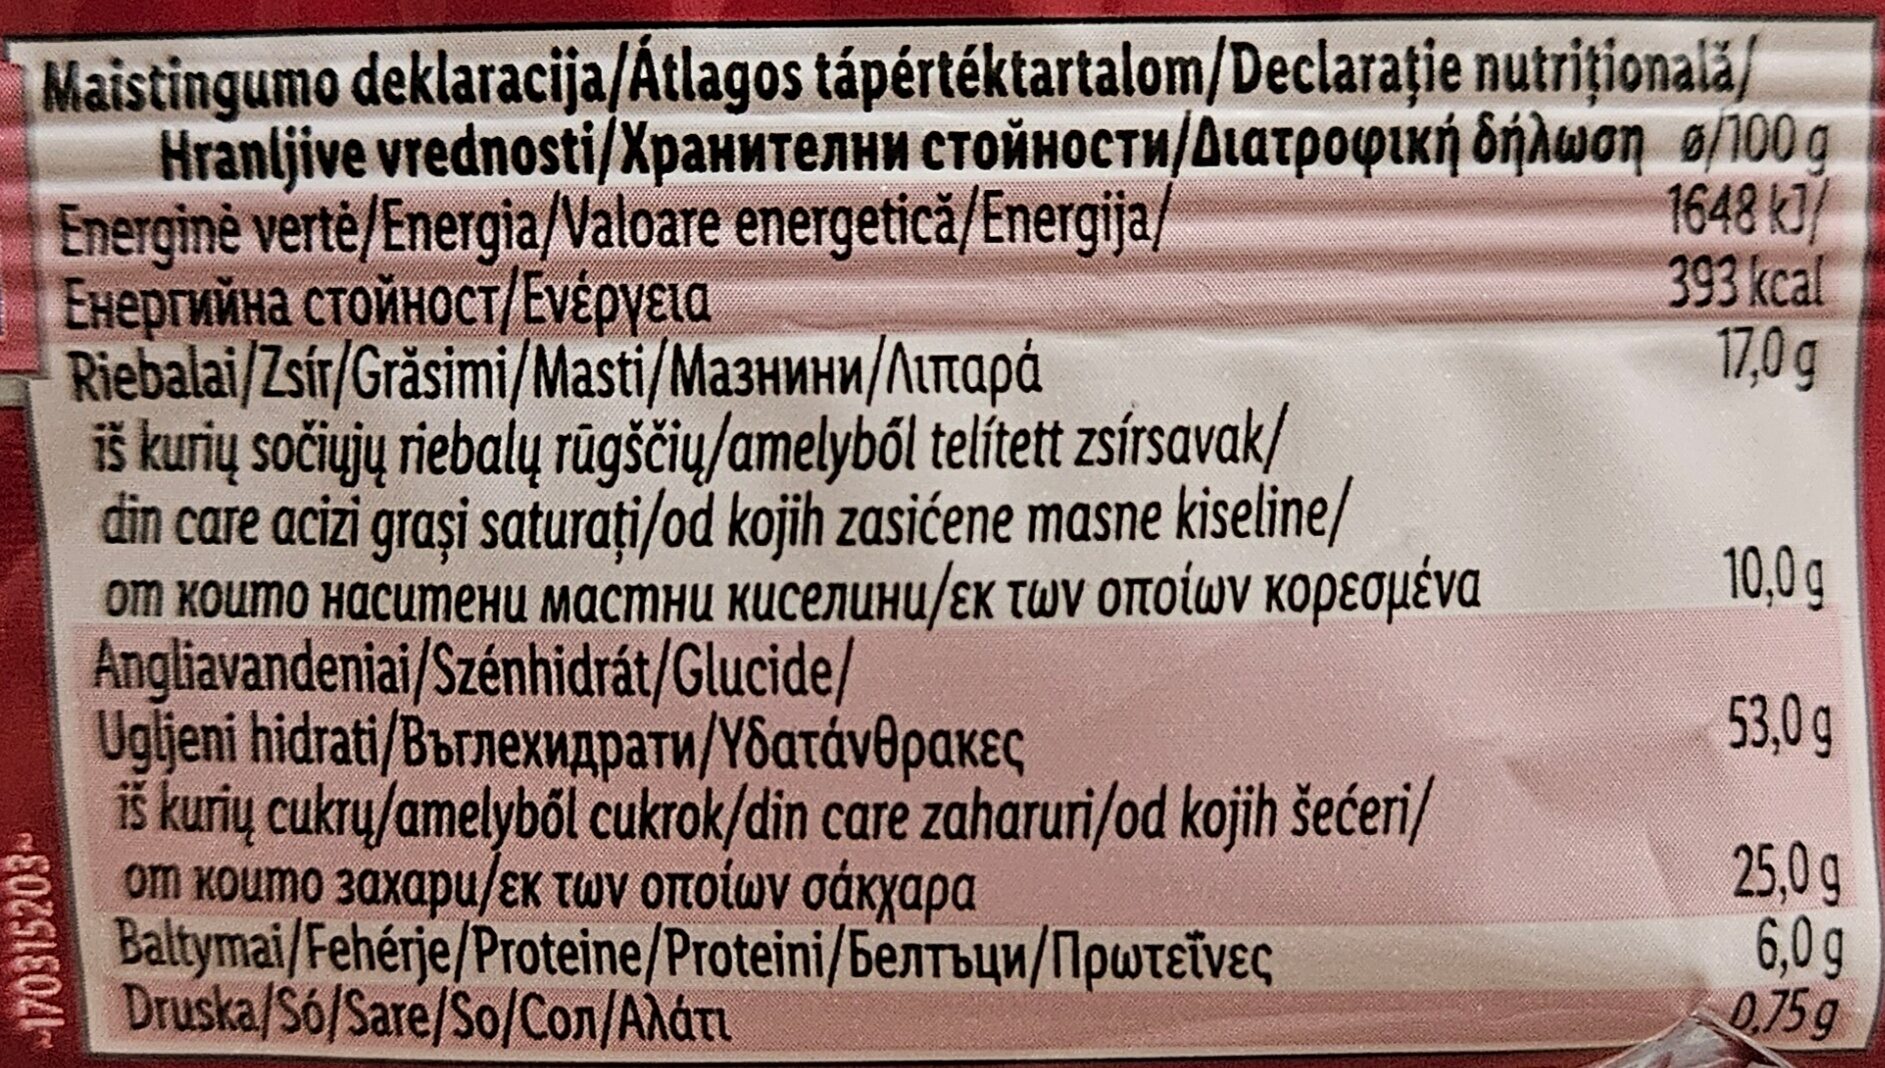 Maistingumo deklaracija/Átlagos tápértéktartalom/Declarație nutrițională/
Hranljive vrednosti/Хранителни стойности/Διατροφική δήλωση ø/100 g
Energinė vertė/Energia/Valoare energetică/Energija/ 1648 kJ/
Енергийна стойност/Ενέργεια 393 kcal
Riebalai/Zsír/Grăsimi/Masti/Мазнини/Λιπαρά 17,0 g
iš kurių sočiųjų riebalų rūgščių/amelyből telített zsírsavak/
din care acizi grași saturați/od kojih zasićene masne kiseline/
от които наситени мастни киселини/εκ των οποίων κορεσμένα 10,0 g
Angliavandeniai/Szénhidrát/Glucide/
Ugljeni hidrati/Въглехидрати/Υδατάνθρακες 53,0 g
iš kurių cukrų/amelyből cukrok/din care zaharuri/od kojih šećeri/
от които захари/εκ των οποίων σάκχαρα 25,0 g
Baltymai/Fehérje/Proteine/Proteini/Белтъци/Πρωτεΐνες 6,0 g
Druska/Só/Sare/So/Сол/Αλάτι 0,75 g
~170315203~